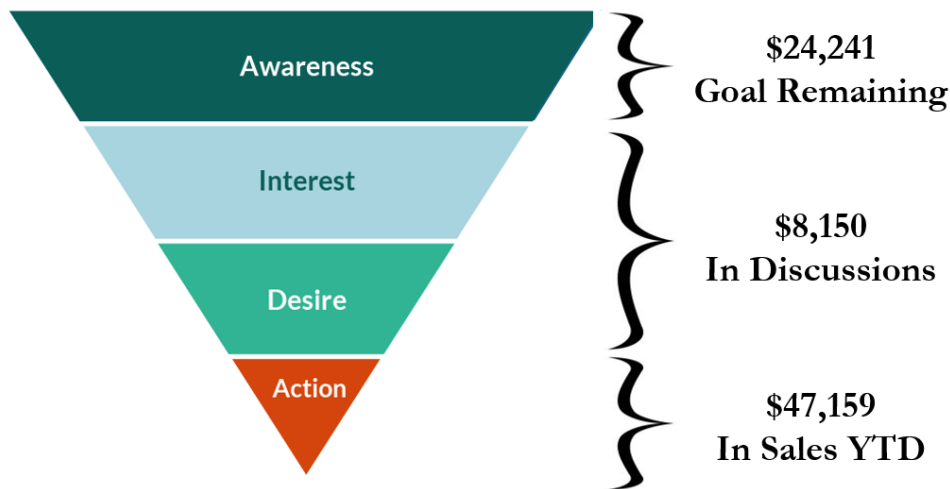 Awareness
$24,241
Goal Remaining
Interest
$8,150
In Discussions
Desire
Action
$47,159
In Sales YTD